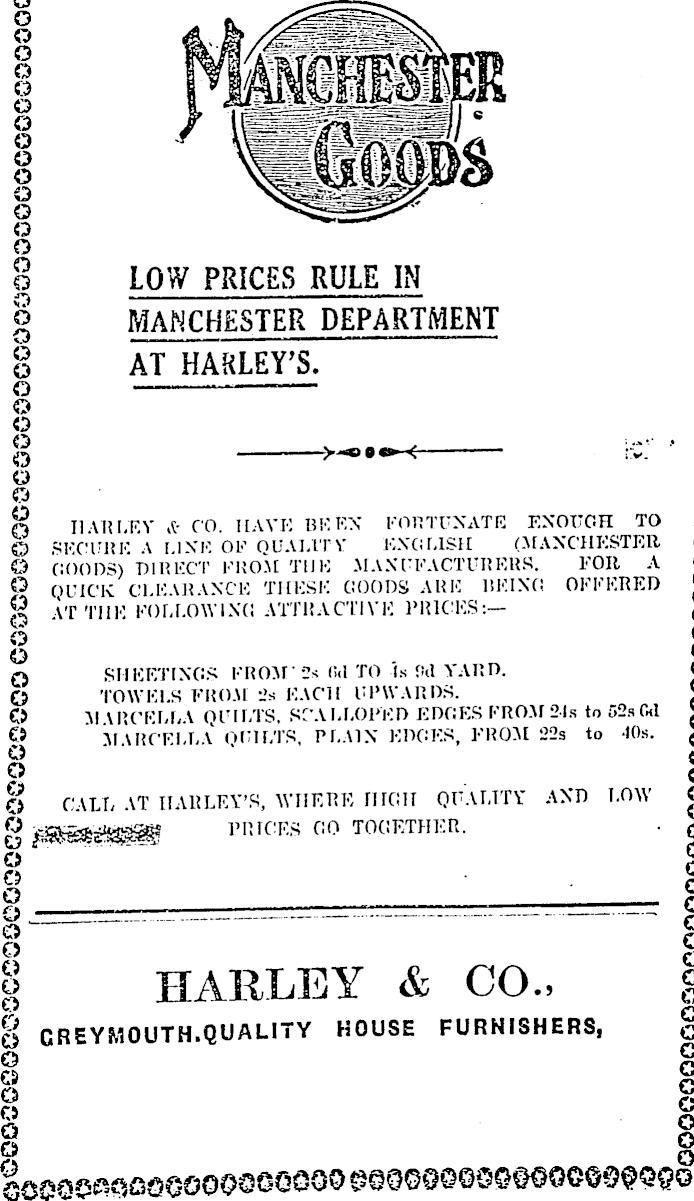 MANCHESTER
GOODS
LOW PRICES RULE IN
MANCHESTER DEPARTMENT
AT HARLEY'S.
HARLEY & CO. HAVE BEEN FORTUNATE ENOUGH TO
SECURE A LINE OF QUALITY ENGLISH (MANCHESTER
GOODS) DIRECT FROM THE MANUFACTURERS. FOR A
QUICK CLEARANCE THESE GOODS ARE BEING OFFERED
AT THE FOLLOWING ATTRACTIVE PRICES:—
SHEETINGS FROM 2s 6d TO 4s 9d YARD.
TOWELS FROM 2s EACH UPWARDS.
MARCELLA QUILTS, SCALLOPED EDGES FROM 24s to 52s 6d
MARCELLA QUILTS, PLAIN EDGES, FROM 22s to 40s.
CALL AT HARLEY'S, WHERE HIGH QUALITY AND LOW
PRICES GO TOGETHER.
HARLEY & CO.,
GREYMOUTH.QUALITY HOUSE FURNISHERS,